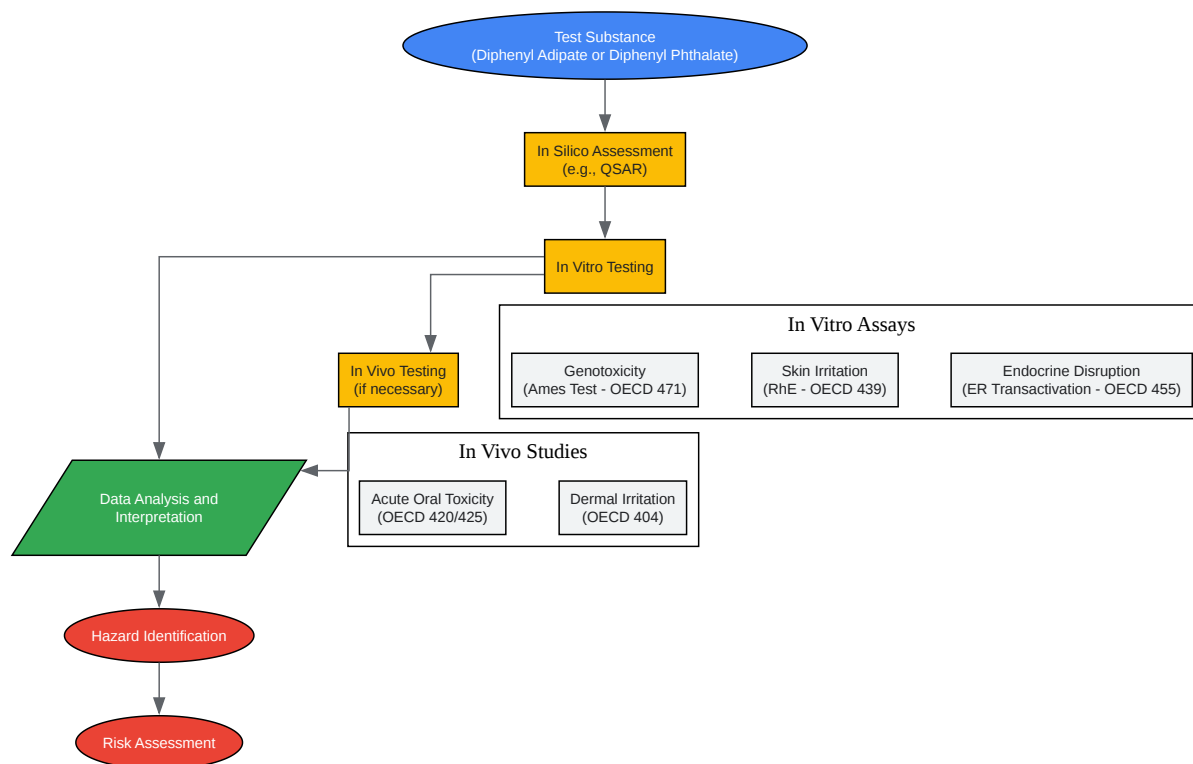 Test Substance
(Diphenyl Adipate or Diphenyl Phthalate)
In Silico Assessment
(e.g., QSAR)
In Vitro Testing
In Vitro Assays
Genotoxicity
(Ames Test - OECD 471)
Skin Irritation
(RhE - OECD 439)
Endocrine Disruption
(ER Transactivation - OECD 455)
In Vivo Testing
(if necessary)
In Vivo Studies
Acute Oral Toxicity
(OECD 420/425)
Dermal Irritation
(OECD 404)
Data Analysis and
Interpretation
Hazard Identification
Risk Assessment